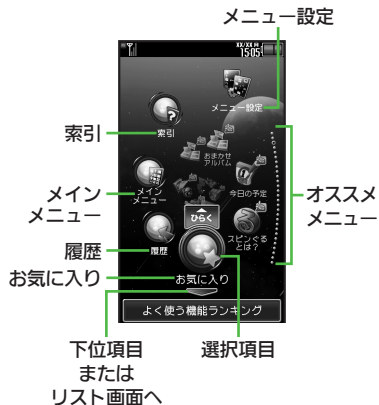 メニュー設定
XX/XX.月
15:05
メニュー設定
索引
索引
おまかせ
アルバム
今日の予定
メイン
メニュー
メイン
メニュー
オススメ
メニュー
ひらく
スピンぐる
とは？
履歴
履歴
お気に入り
お気に入り
よく使う機能ランキング
下位項目
または
リスト画面へ
選択項目